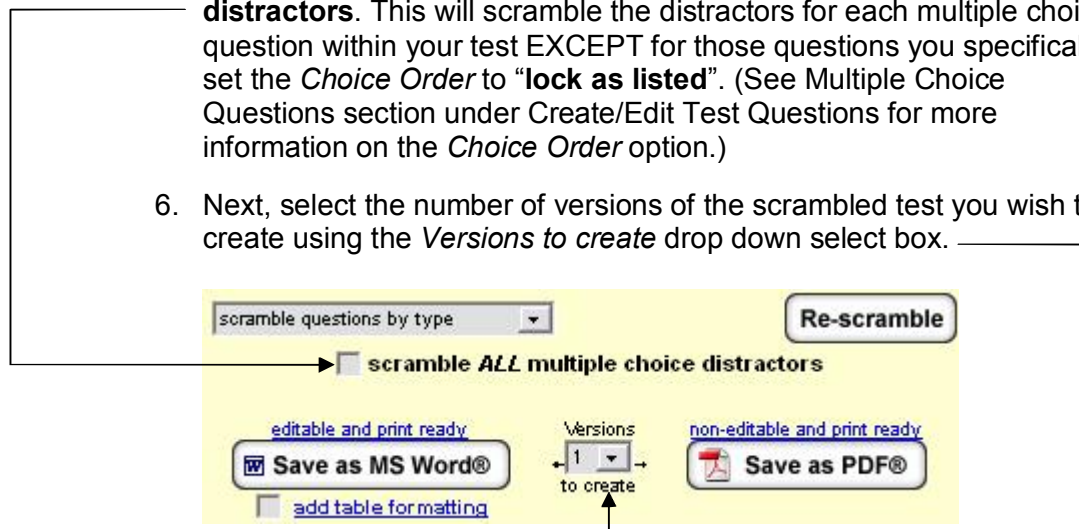 distractors. This will scramble the distractors for each multiple choi
question within your test EXCEPT for those questions you specifical
set the Choice Order to “lock as listed”. (See Multiple Choice
Questions section under Create/Edit Test Questions for more
information on the Choice Order option.)
6. Next, select the number of versions of the scrambled test you wish t
create using the Versions to create drop down select box.
scramble questions by type
Re-scramble
scramble ALL multiple choice distractors
editable and print ready
Save as MS Word®
add table formatting
Versions
1
to create
non-editable and print ready
Save as PDF®